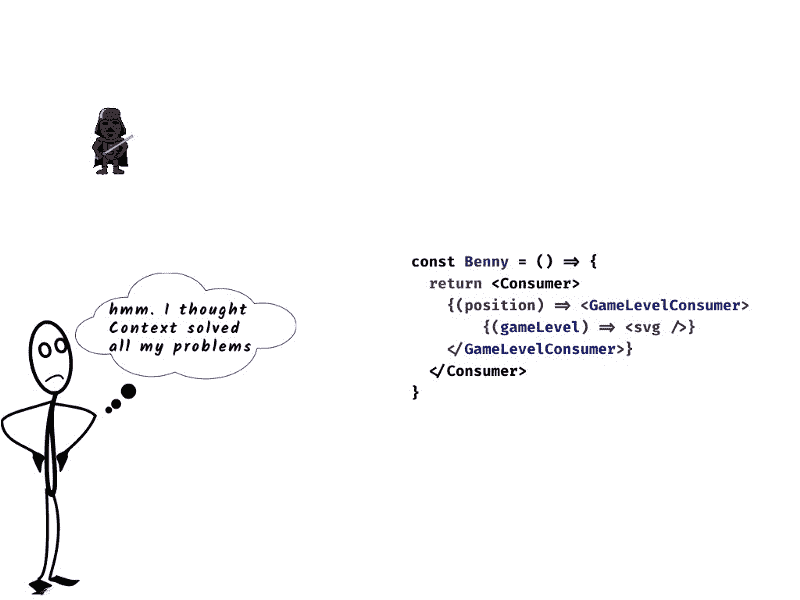 hmm. I thought
Context solved
all my problems
const Benny = () => {
return <Consumer>
{(position) => <GameLevelConsumer>
{(gameLevel) => <svg />}
</GameLevelConsumer>}
</Consumer>
}